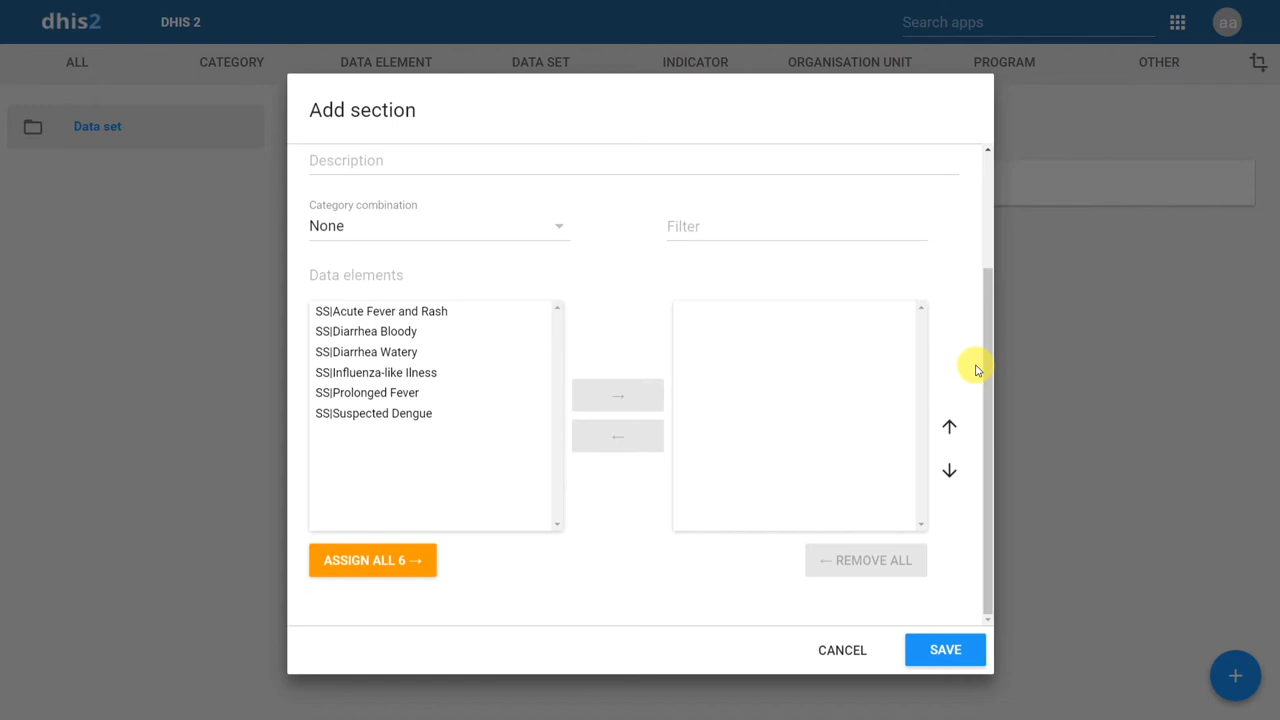 dhis2 DHIS 2 Search apps aa
ALL CATEGORY DATA ELEMENT DATA SET INDICATOR ORGANISATION UNIT PROGRAM OTHER
Data set
Add section
Description
Category combination
None
Filter
Data elements
SS|Acute Fever and Rash
SS|Diarrhea Bloody
SS|Diarrhea Watery
SS|Influenza-like Ilness
SS|Prolonged Fever
SS|Suspected Dengue
→
←
↑
↓
ASSIGN ALL 6 →
← REMOVE ALL
CANCEL
SAVE
+